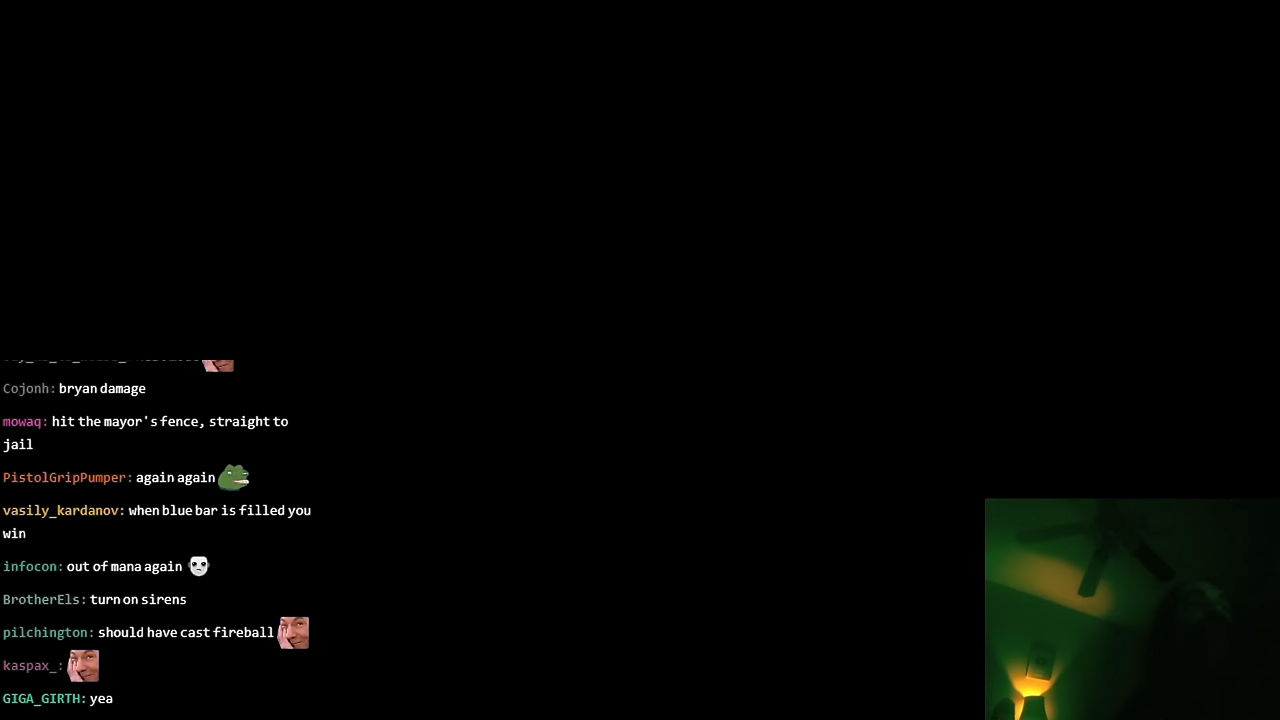 Cojonh: bryan damage
mowaq: hit the mayor's fence, straight to
jail
PistolGripPumper: again again
vasily_kardanov: when blue bar is filled you
win
infocon: out of mana again
BrotherEls: turn on sirens
pilchington: should have cast fireball
kaspax_:
GIGA_GIRTH: yea